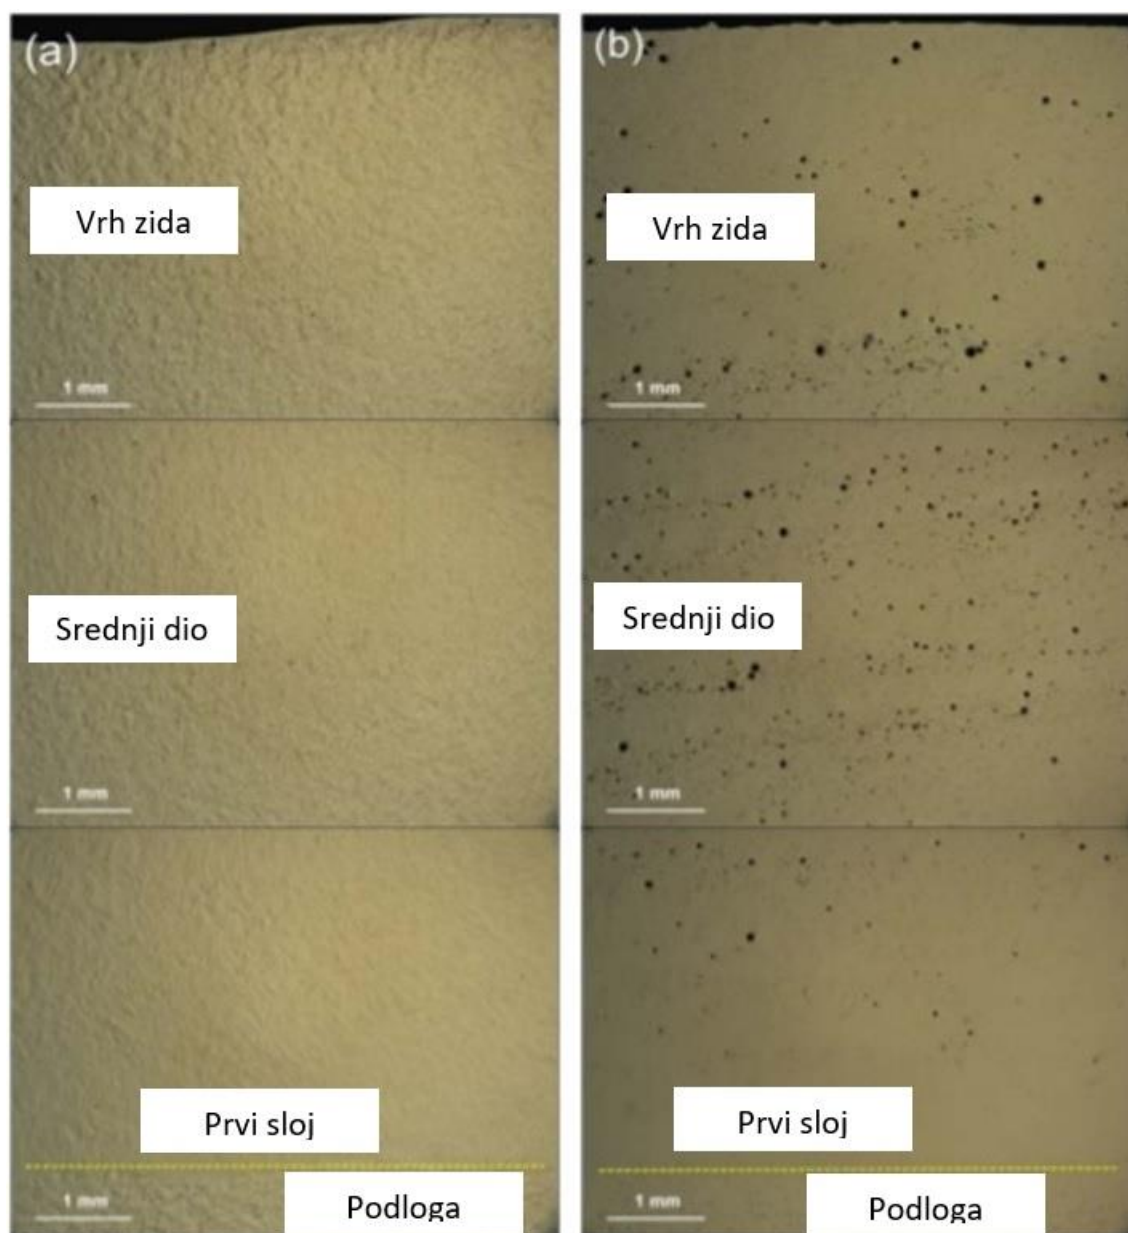 (a)
Vrh zida
1 mm
Srednji dio
1 mm
Prvi sloj
1 mm
Podloga
(b)
Vrh zida
1 mm
Srednji dio
1 mm
Prvi sloj
1 mm
Podloga